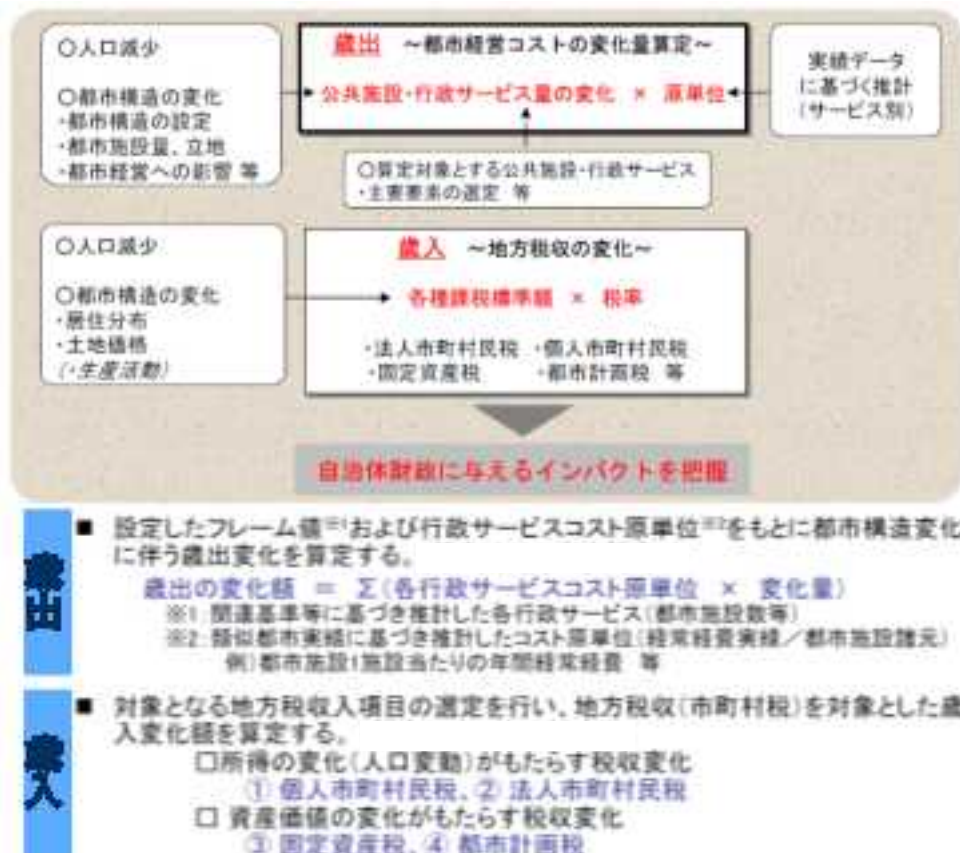 ○人口減少
○都市構造の変化
・都市構造の設定
・都市施設量、立地
・都市経営への影響 等
歳出 ～都市経営コストの変化量算定～
公共施設・行政サービス量の変化 × 原単位
実績データ
に基づく推計
(サービス別)
○算定対象とする公共施設・行政サービス
・主要要素の選定 等
○人口減少
○都市構造の変化
・居住分布
・土地価格
(・生産活動)
歳入 ～地方税収の変化～
各種課税標準額 × 税率
・法人市町村民税 ・個人市町村民税
・固定資産税 ・都市計画税 等
自治体財政に与えるインパクトを把握
歳出
■ 設定したフレーム値※1および行政サービスコスト原単位※2をもとに都市構造変化
に伴う歳出変化を算定する。
歳出の変化額 = Σ(各行政サービスコスト原単位 × 変化量)
※1:関連基準等に基づき推計した各行政サービス(都市施設数等)
※2:類似都市実績に基づき推計したコスト原単位(経常経費実績／都市施設諸元)
例)都市施設1施設当たりの年間経常経費 等
歳入
■ 対象となる地方税収入項目の選定を行い、地方税収(市町村税)を対象とした歳
入変化額を算定する。
□所得の変化(人口変動)がもたらす税収変化
① 個人市町村民税、② 法人市町村民税
□ 資産価値の変化がもたらす税収変化
③ 固定資産税、④ 都市計画税